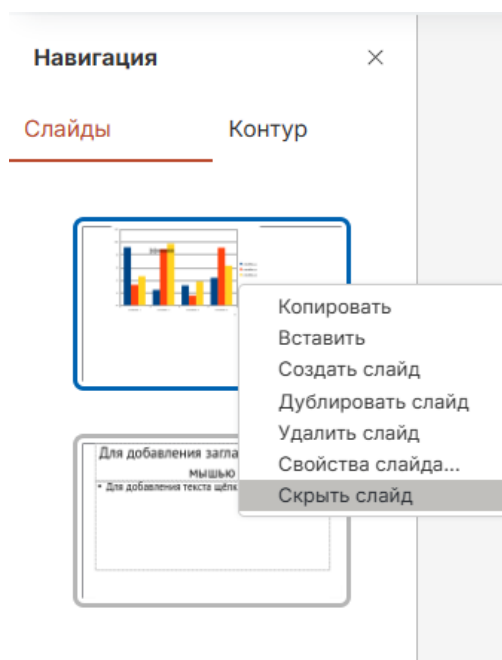 Навигация
Слайды Контур
Копировать
Вставить
Создать слайд
Дублировать слайд
Удалить слайд
Свойства слайда...
Скрыть слайд
Для добавления загла
мышью
• Для добавления текста щёлк